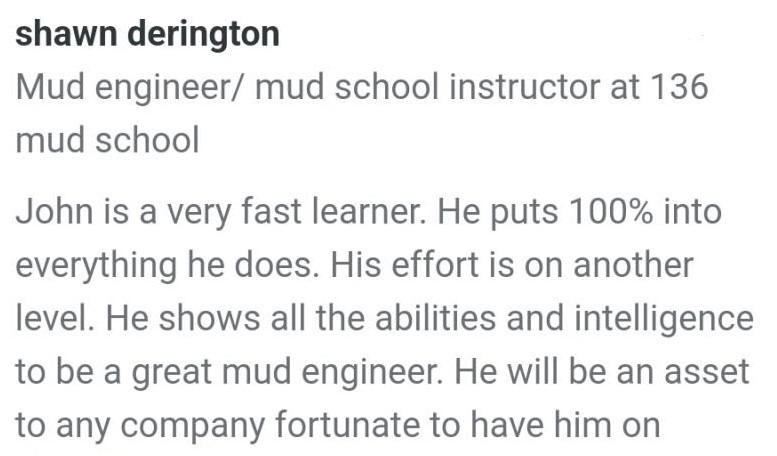 shawn derington
Mud engineer/ mud school instructor at 136
mud school
John is a very fast learner. He puts 100% into
everything he does. His effort is on another
level. He shows all the abilities and intelligence
to be a great mud engineer. He will be an asset
to any company fortunate to have him on